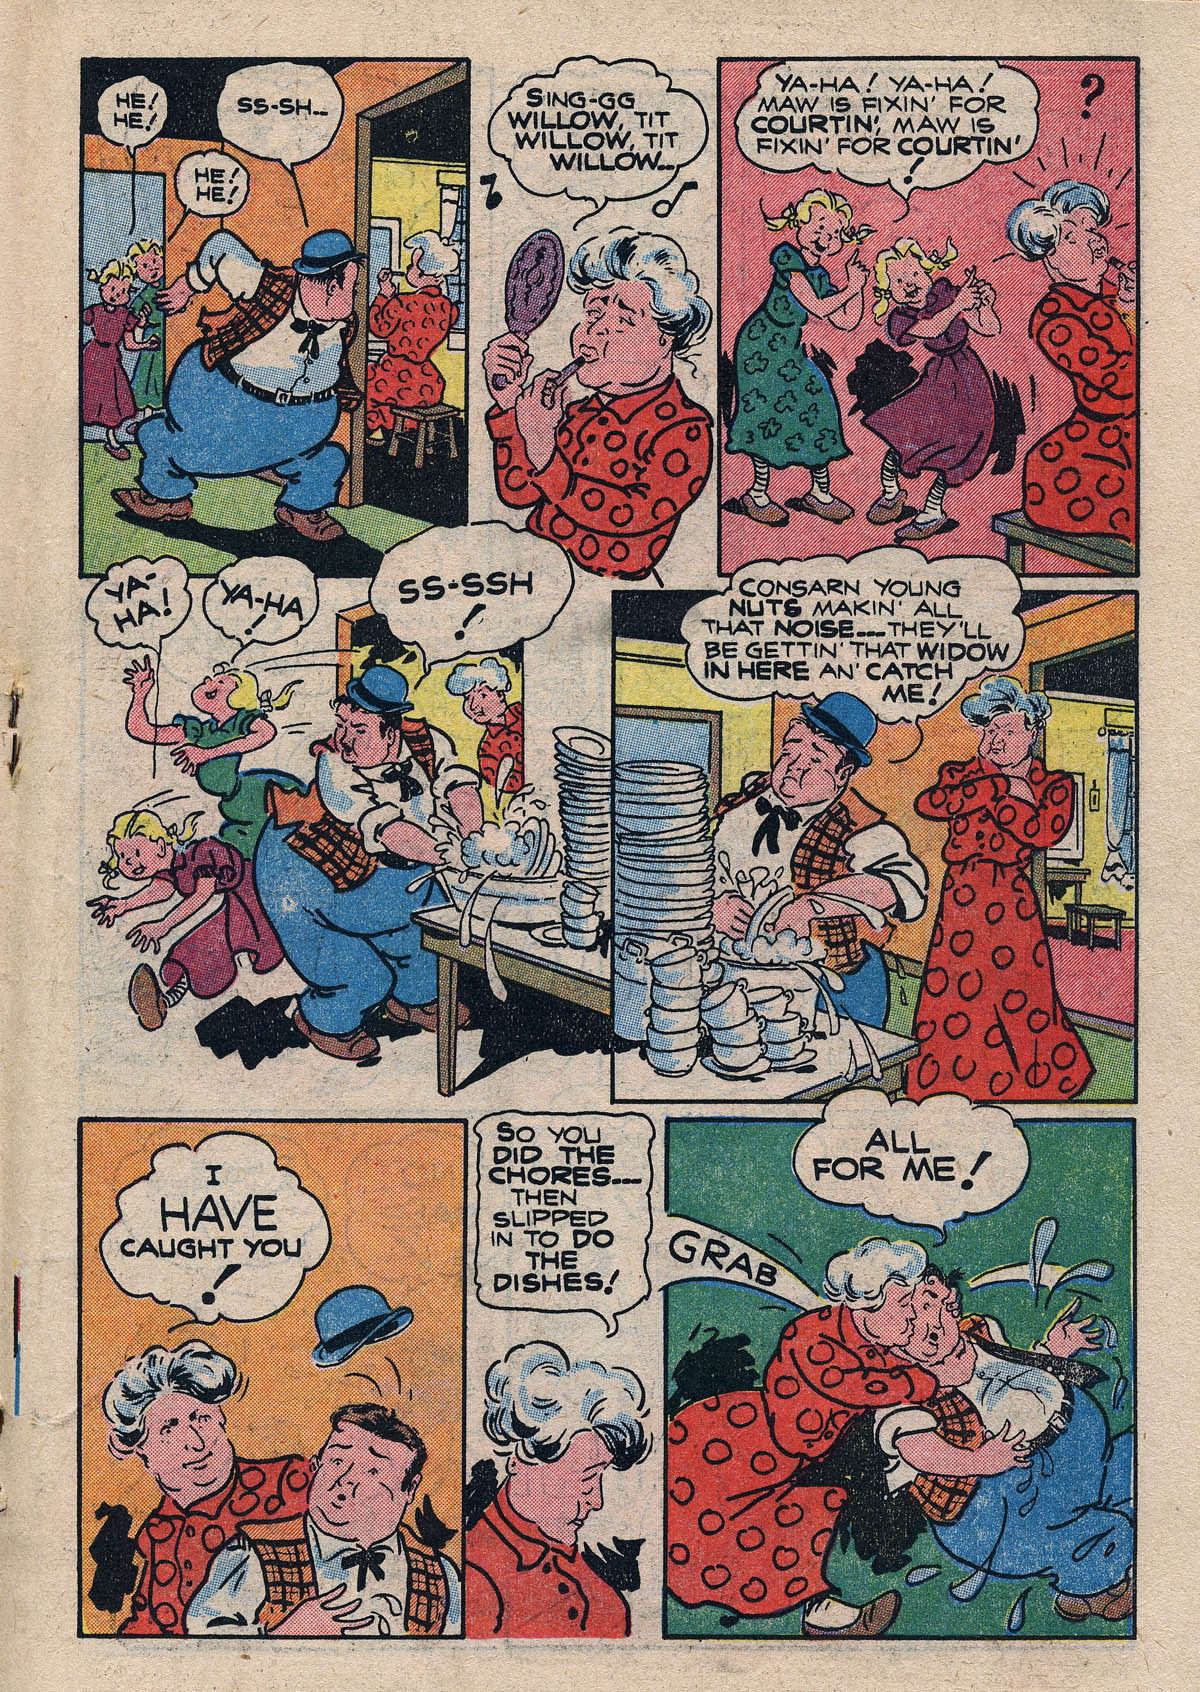 HE!
HE!
HE!
HE!
SS-SH...
SING-GG
WILLOW, TIT
WILLOW, TIT
WILLOW...
YA-HA! YA-HA!
MAW IS FIXIN' FOR
COURTIN', MAW IS
FIXIN' FOR COURTIN'
!
?
YA-
HA!
YA-HA
!
SS-SSH
!
CONSARN YOUNG
NUTS MAKIN' ALL
THAT NOISE....THEY'LL
BE GETTIN' THAT WIDOW
IN HERE AN' CATCH
ME!
I
HAVE
CAUGHT YOU
!
SO YOU
DID THE
CHORES....
THEN
SLIPPED
IN TO DO
THE
DISHES!
GRAB
ALL
FOR ME!